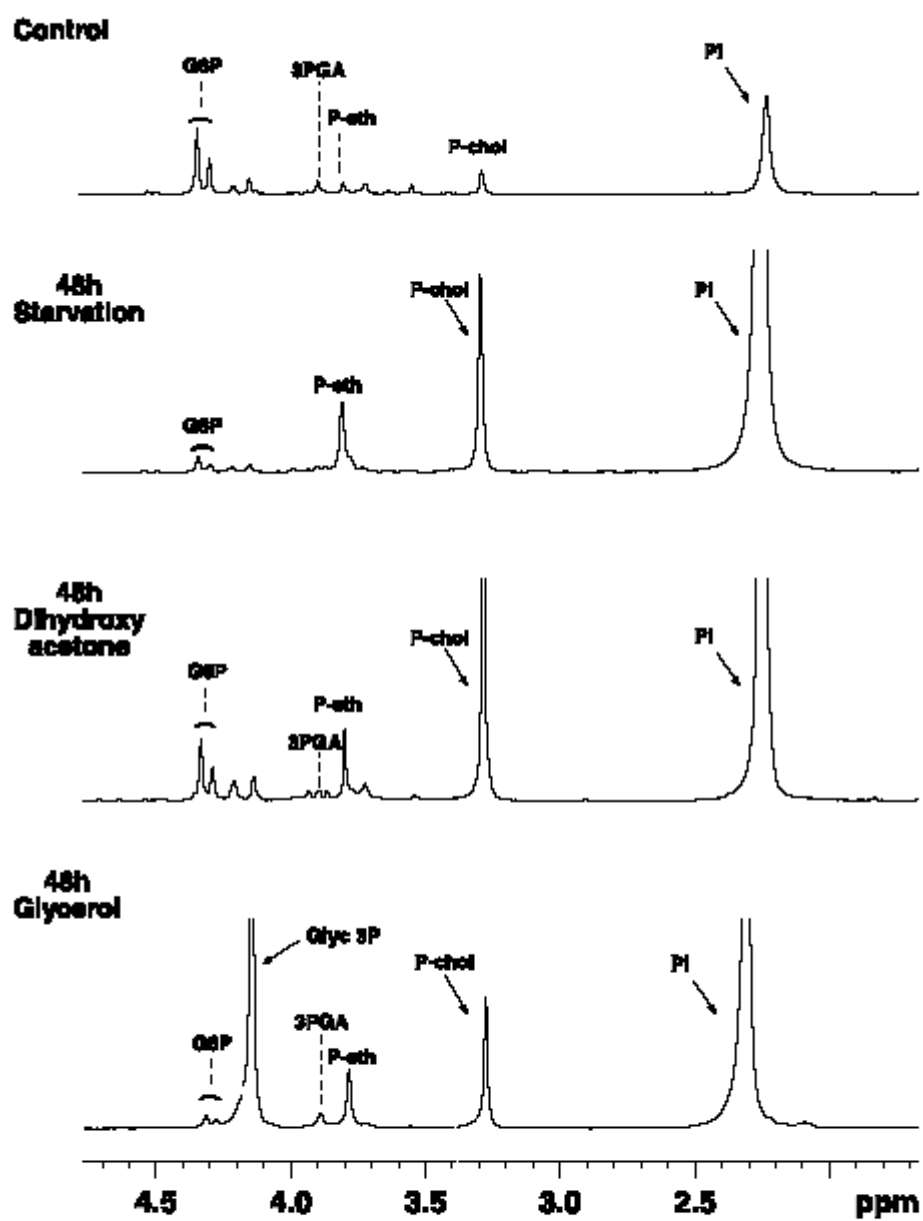 Control
G6P
3PGA
P-eth
P-chol
Pi
48h
Starvation
G6P
P-eth
P-chol
Pi
48h
Dihydroxy
acetone
G6P
3PGA
P-eth
P-chol
Pi
48h
Glycerol
G6P
Glyc 3P
3PGA
P-eth
P-chol
Pi
4.5 4.0 3.5 3.0 2.5 ppm